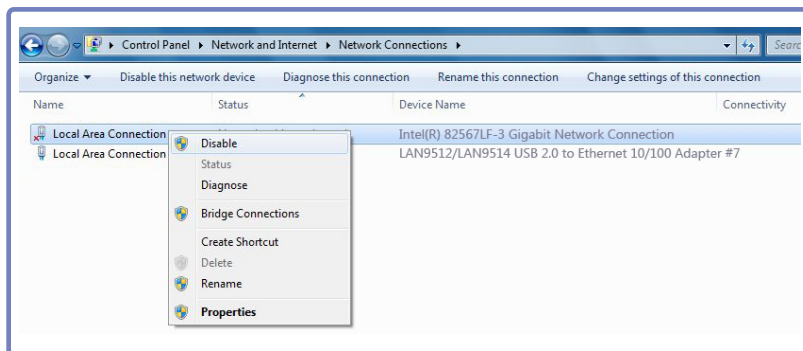 Control Panel Network and Internet Network Connections
Searc
Organize Disable this network device Diagnose this connection Rename this connection Change settings of this connection
Name Status Device Name Connectivity
Local Area Connection Intel(R) 82567LF-3 Gigabit Network Connection
Local Area Connection LAN9512/LAN9514 USB 2.0 to Ethernet 10/100 Adapter #7
Disable
Status
Diagnose
Bridge Connections
Create Shortcut
Delete
Rename
Properties